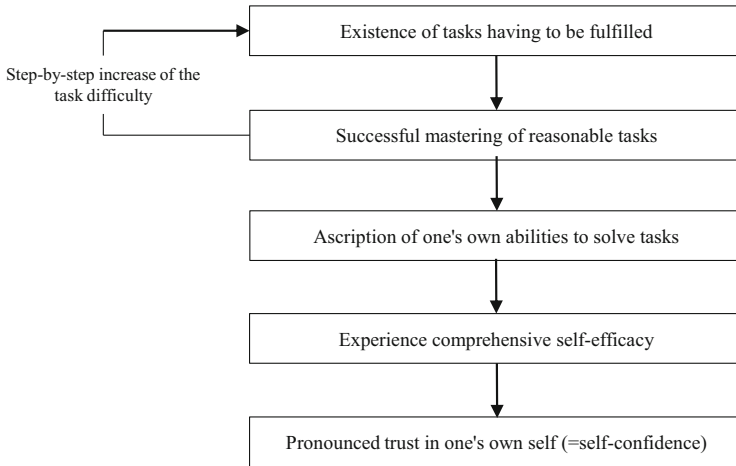 Existence of tasks having to be fulfilled
Step-by-step increase of the
task difficulty
Successful mastering of reasonable tasks
Ascription of one's own abilities to solve tasks
Experience comprehensive self-efficacy
Pronounced trust in one's own self (=self-confidence)